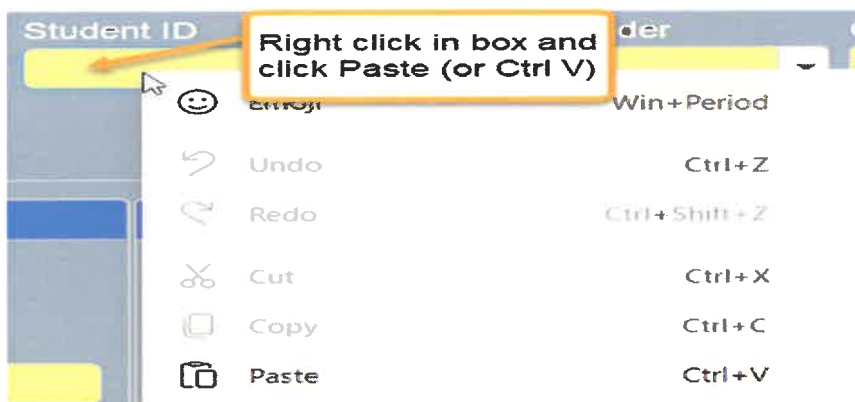 Student ID
Right click in box and
click Paste (or Ctrl V)
der
Emoji Win+Period
Undo Ctrl+Z
Redo Ctrl+Shift+Z
Cut Ctrl+X
Copy Ctrl+C
Paste Ctrl+V